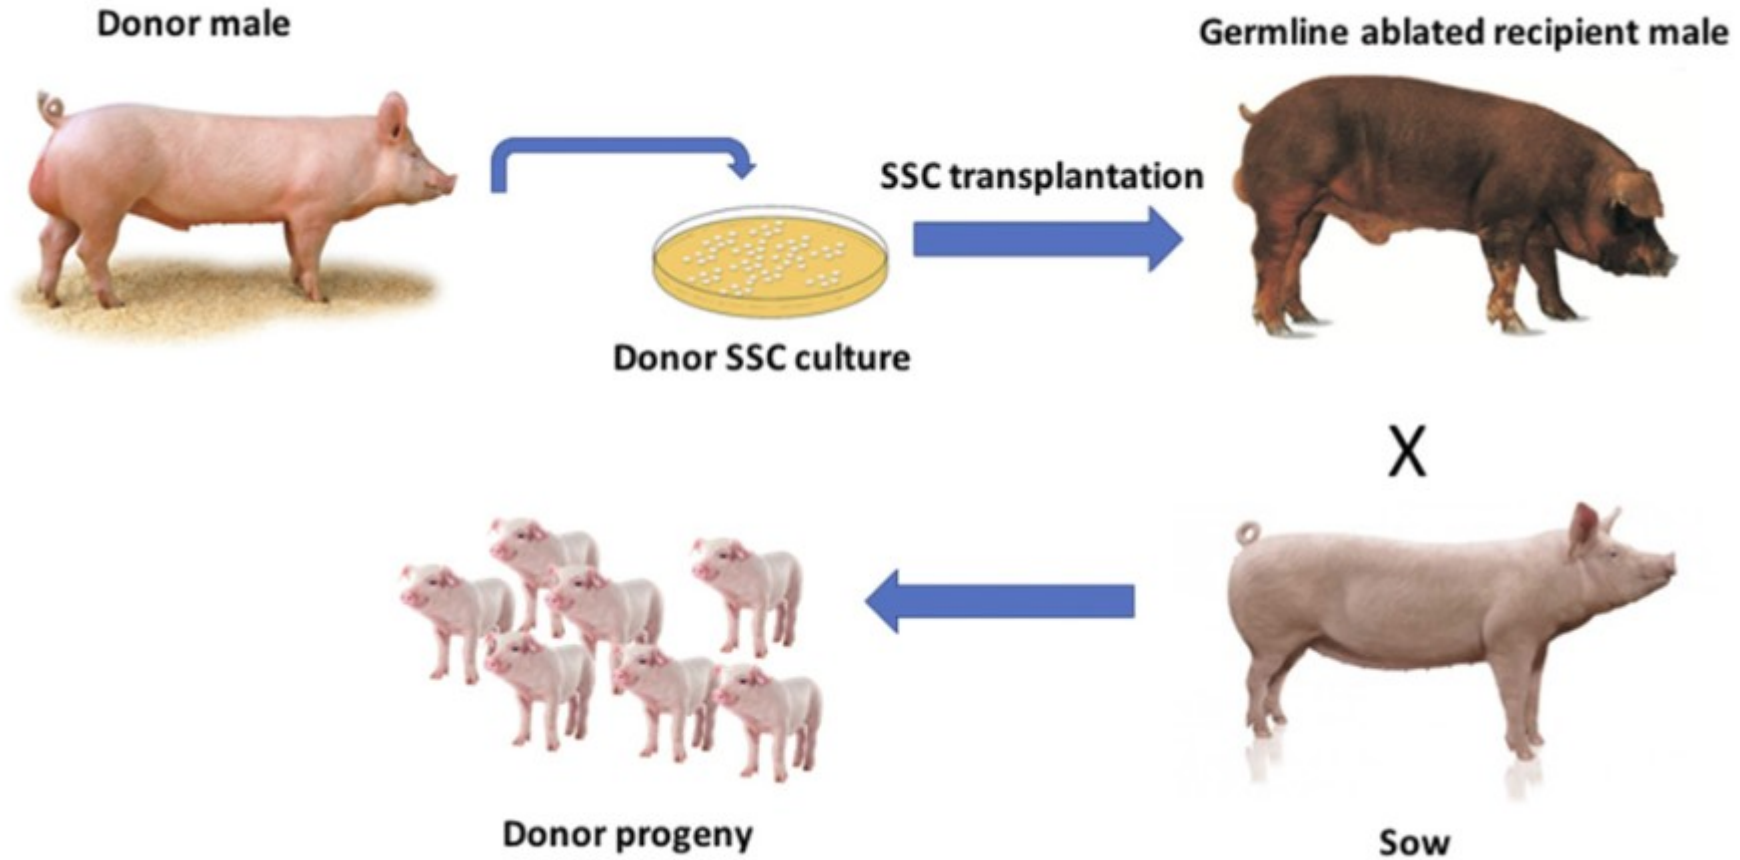 Donor male
Germline ablated recipient male
SSC transplantation
Donor SSC culture
X
Donor progeny
Sow